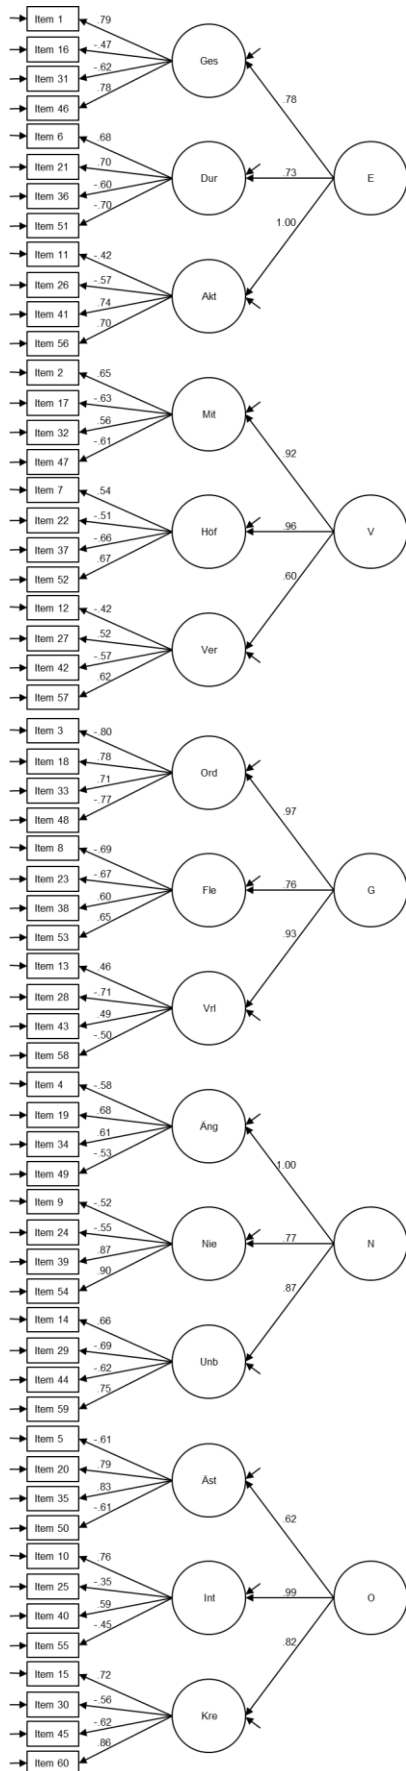 Item 1
.79
Item 16
-.47
Ges
Item 31
-.62
Item 46
.78
.78
Item 6
.68
Item 21
.70
Dur
.73
E
Item 36
-.60
Item 51
-.70
1.00
Item 11
-.42
Item 26
-.57
Akt
Item 41
.74
Item 56
.70
Item 2
.65
Item 17
-.63
Mit
Item 32
.56
Item 47
-.61
.92
Item 7
.54
Item 22
-.51
Höf
.96
V
Item 37
-.66
Item 52
.67
.60
Item 12
-.42
Item 27
.52
Ver
Item 42
-.57
Item 57
.62
Item 3
-.80
Item 18
.78
Ord
Item 33
.71
Item 48
-.77
.97
Item 8
-.69
Item 23
-.67
Fle
.76
G
Item 38
.60
Item 53
.65
.93
Item 13
.46
Item 28
-.71
Vrl
Item 43
.49
Item 58
-.50
Item 4
-.58
Item 19
.68
Äng
Item 34
.61
Item 49
-.53
1.00
Item 9
-.52
Item 24
-.55
Nie
.77
N
Item 39
.87
Item 54
.90
.87
Item 14
.66
Item 29
-.69
Unb
Item 44
-.62
Item 59
.75
Item 5
-.61
Item 20
.79
Äst
Item 35
.83
Item 50
-.61
.62
Item 10
.76
Item 25
-.35
Int
.99
O
Item 40
.59
Item 55
-.45
.82
Item 15
.72
Item 30
-.56
Kre
Item 45
-.62
Item 60
.86